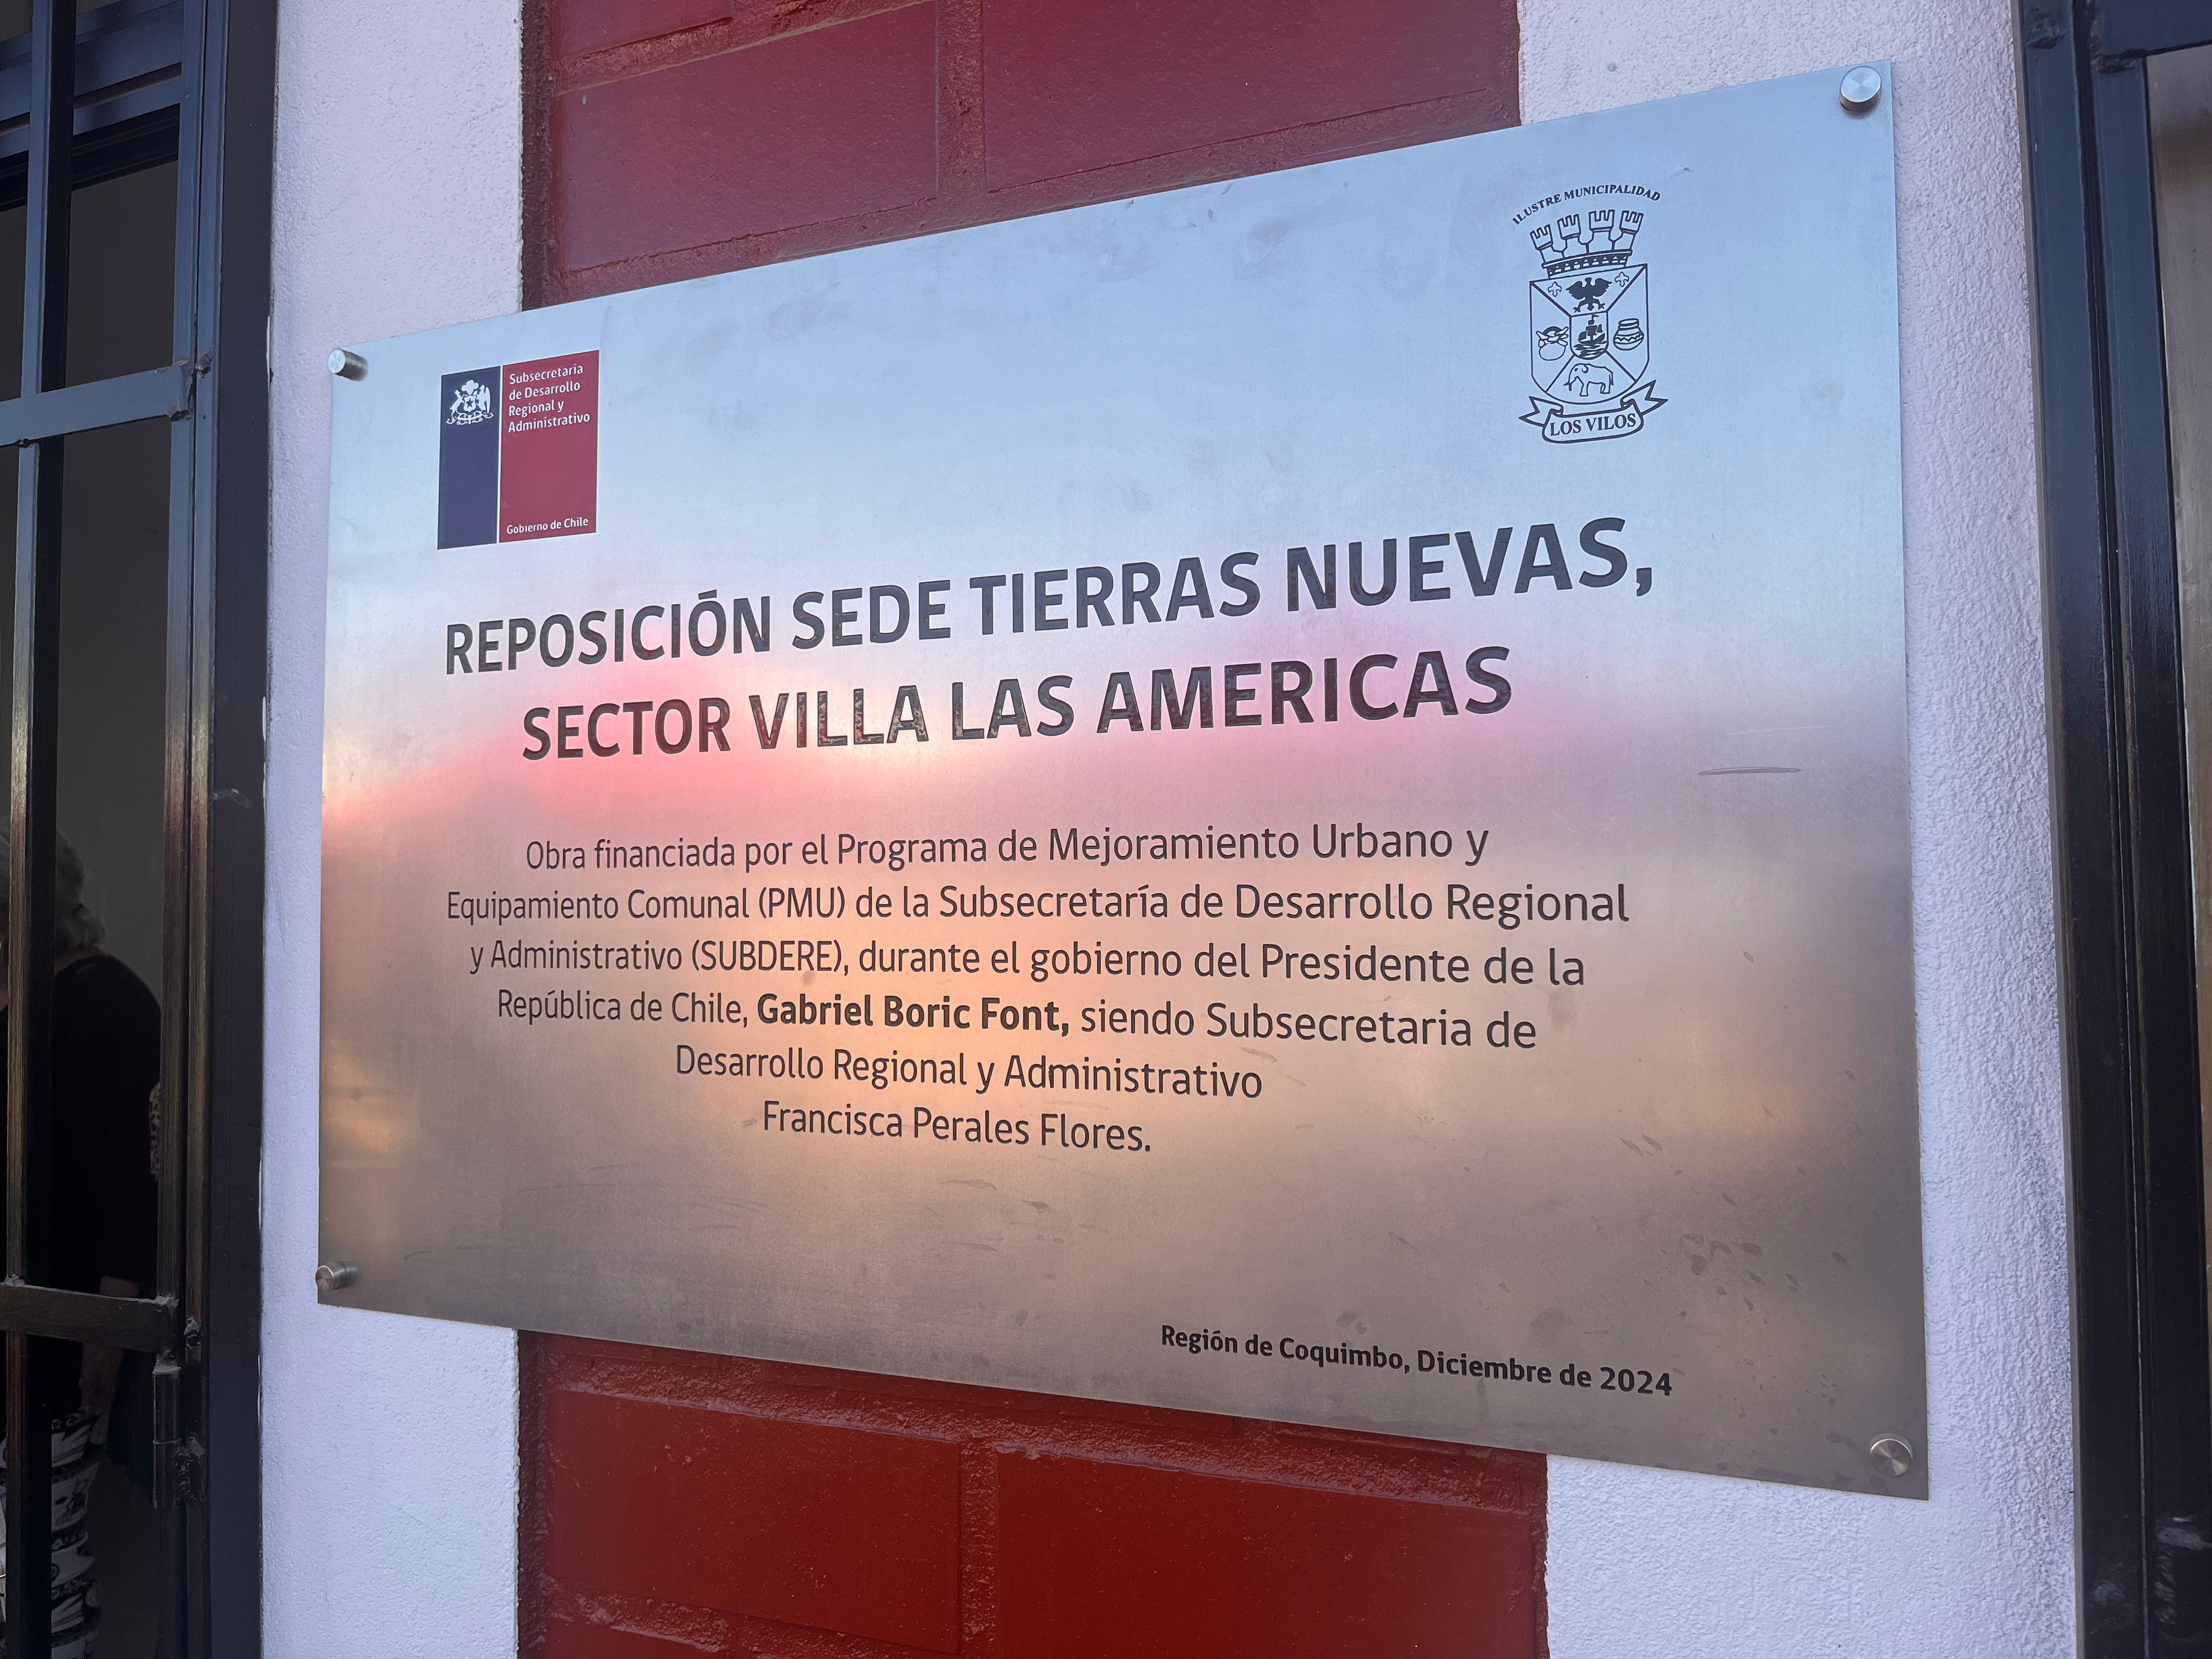 Subsecretaría
de Desarrollo
Regional y
Administrativo
Gobierno de Chile
ILUSTRE MUNICIPALIDAD
LOS VILOS
REPOSICIÓN SEDE TIERRAS NUEVAS,
SECTOR VILLA LAS AMERICAS
Obra financiada por el Programa de Mejoramiento Urbano y
Equipamiento Comunal (PMU) de la Subsecretaría de Desarrollo Regional
y Administrativo (SUBDERE), durante el gobierno del Presidente de la
República de Chile, Gabriel Boric Font, siendo Subsecretaria de
Desarrollo Regional y Administrativo
Francisca Perales Flores.
Región de Coquimbo, Diciembre de 2024